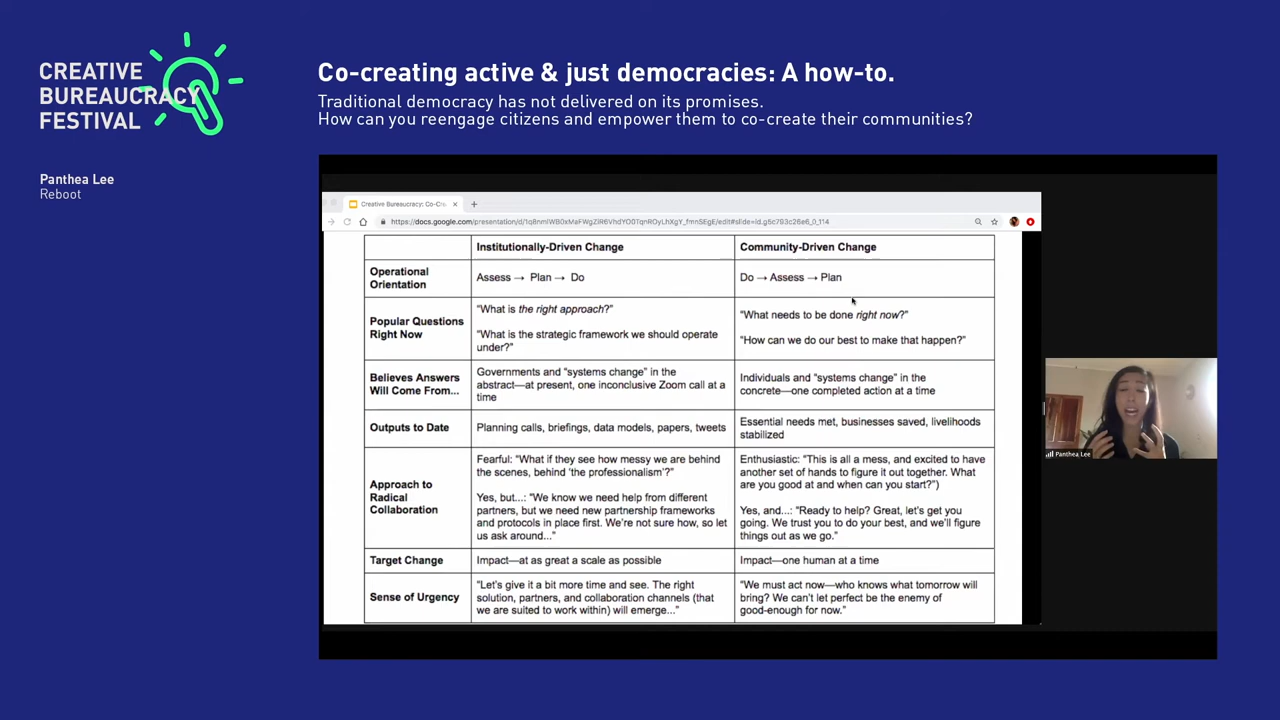 CREATIVE
BUREAUCRACY
FESTIVAL
Co-creating active & just democracies: A how-to.
Traditional democracy has not delivered on its promises.
How can you reengage citizens and empower them to co-create their communities?
Panthea Lee
Reboot
Creative Bureaucracy: Co-Cre
Institutionally-Driven Change
Community-Driven Change
Operational
Orientation
Assess → Plan → Do
Do → Assess → Plan
Popular Questions
Right Now
"What is the right approach?"
"What is the strategic framework we should operate
under?"
"What needs to be done right now?"
"How can we do our best to make that happen?"
Believes Answers
Will Come From...
Governments and "systems change" in the
abstract—at present, one inconclusive Zoom call at a
time
Individuals and "systems change" in the
concrete—one completed action at a time
Outputs to Date
Planning calls, briefings, data models, papers, tweets
Essential needs met, businesses saved, livelihoods
stabilized
Approach to
Radical
Collaboration
Fearful: "What if they see how messy we are behind
the scenes, behind 'the professionalism'?"
Yes, but...: "We know we need help from different
partners, but we need new partnership frameworks
and protocols in place first. We're not sure how, so let
us ask around..."
Enthusiastic: "This is all a mess, and excited to have
another set of hands to figure it out together. What
are you good at and when can you start?")
Yes, and...: "Ready to help? Great, let's get you
going. We trust you to do your best, and we'll figure
things out as we go."
Target Change
Impact—at as great a scale as possible
Impact—one human at a time
Sense of Urgency
"Let's give it a bit more time and see. The right
solution, partners, and collaboration channels (that
we are suited to work within) will emerge..."
"We must act now—who knows what tomorrow will
bring? We can't let perfect be the enemy of
good-enough for now."
Panthea Lee